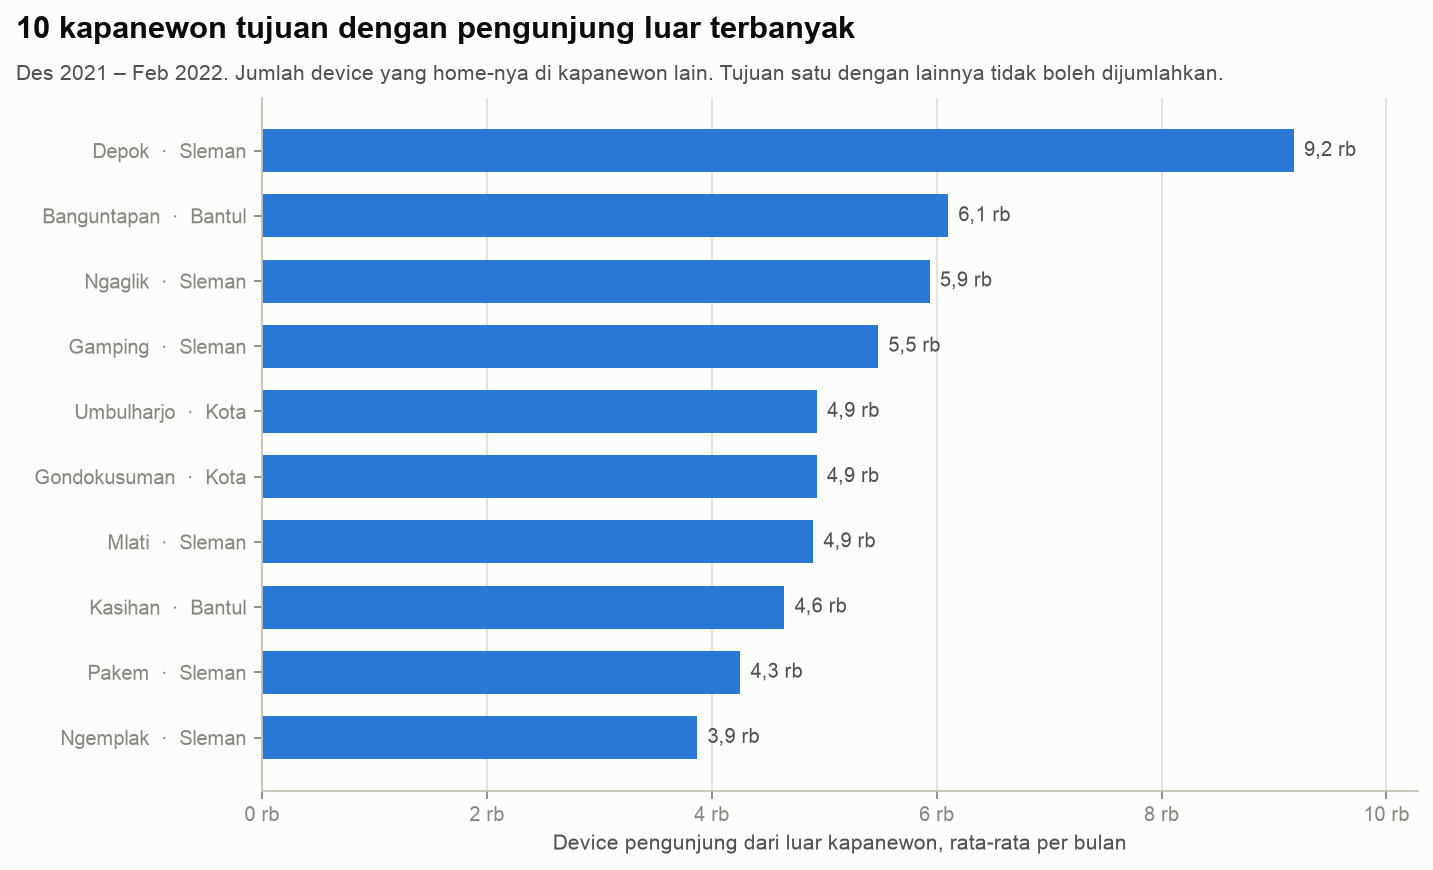 10 kapanewon tujuan dengan pengunjung luar terbanyak
Des 2021 – Feb 2022. Jumlah device yang home-nya di kapanewon lain. Tujuan satu dengan lainnya tidak boleh dijumlahkan.
Depok · Sleman 9,2 rb
Banguntapan · Bantul 6,1 rb
Ngaglik · Sleman 5,9 rb
Gamping · Sleman 5,5 rb
Umbulharjo · Kota 4,9 rb
Gondokusuman · Kota 4,9 rb
Mlati · Sleman 4,9 rb
Kasihan · Bantul 4,6 rb
Pakem · Sleman 4,3 rb
Ngemplak · Sleman 3,9 rb
0 rb 2 rb 4 rb 6 rb 8 rb 10 rb
Device pengunjung dari luar kapanewon, rata-rata per bulan